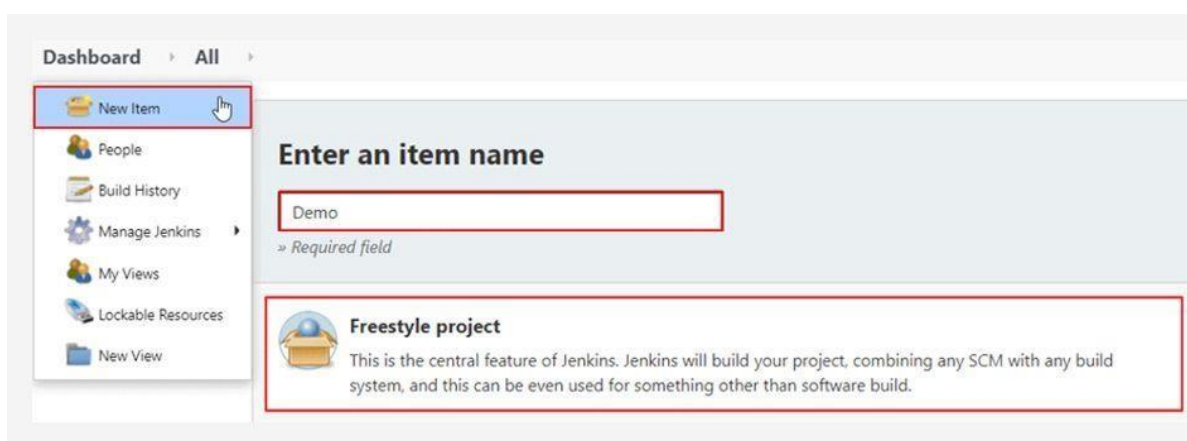 Dashboard All
New Item
People
Build History
Manage Jenkins
My Views
Lockable Resources
New View
Enter an item name
Demo
» Required field
Freestyle project
This is the central feature of Jenkins. Jenkins will build your project, combining any SCM with any build
system, and this can be even used for something other than software build.